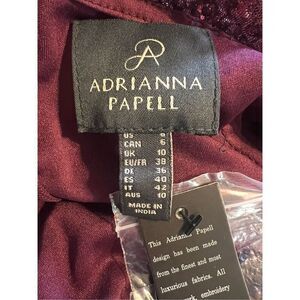 ADRIANNA
PAPELL
US 6
CAN 6
UK 10
EU/FR 38
DE 36
ES 40
IT 42
AUS 10
MADE IN
INDIA
This Adrianna Papell
design has been made
from the finest and most
luxurious fabrics. All
embroidery